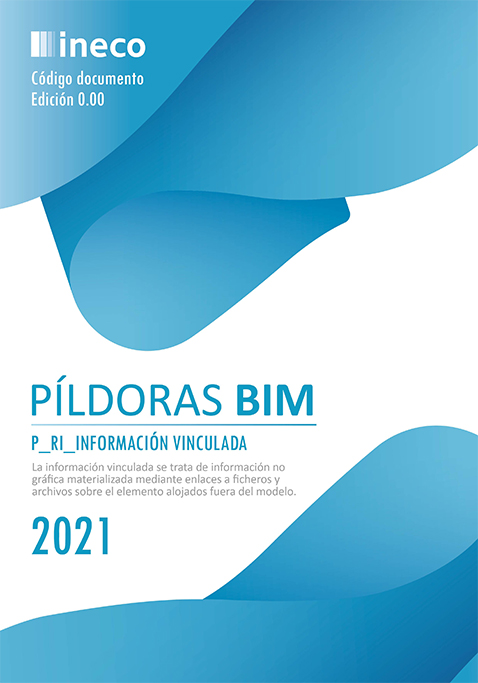 ineco
Código documento
Edición 0.00
PÍLDORAS BIM
P_RI_INFORMACIÓN VINCULADA
La información vinculada se trata de información no
gráfica materializada mediante enlaces a ficheros y
archivos sobre el elemento alojados fuera del modelo.
2021